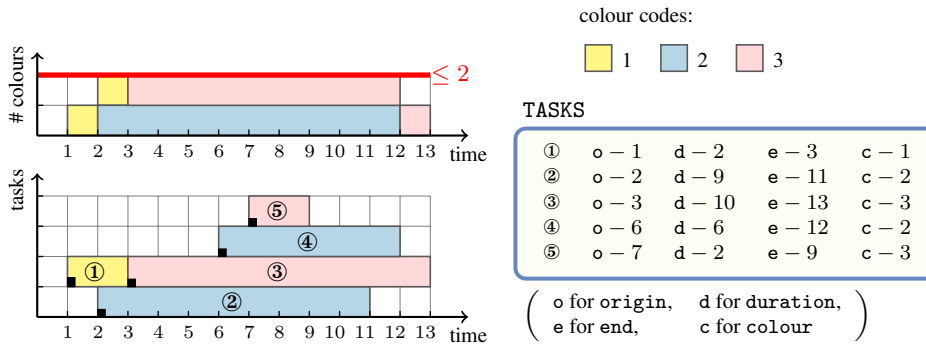 colour codes:
1 2 3
# colours
≤ 2
1 2 3 4 5 6 7 8 9 10 11 12 13 time
tasks
⑤
④
① ③
②
1 2 3 4 5 6 7 8 9 10 11 12 13 time
TASKS
① o − 1 d − 2 e − 3 c − 1
② o − 2 d − 9 e − 11 c − 2
③ o − 3 d − 10 e − 13 c − 3
④ o − 6 d − 6 e − 12 c − 2
⑤ o − 7 d − 2 e − 9 c − 3
( o for origin, d for duration,
e for end, c for colour )